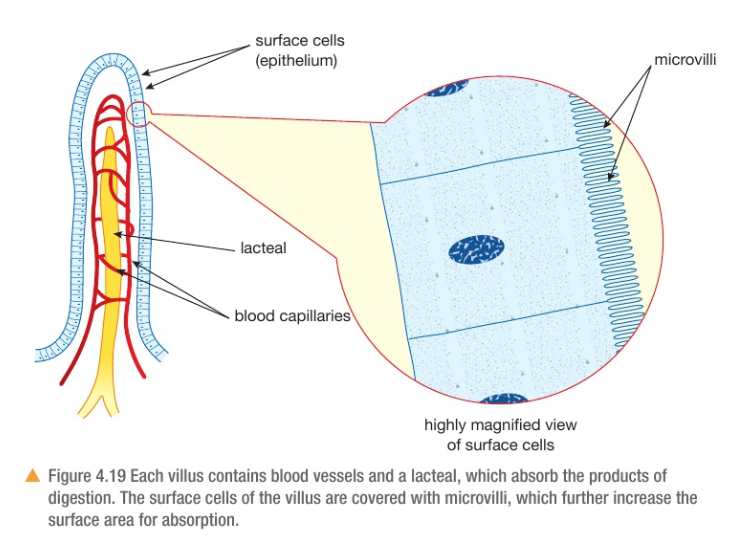 surface cells
(epithelium)
microvilli
lacteal
blood capillaries
highly magnified view
of surface cells
▲ Figure 4.19 Each villus contains blood vessels and a lacteal, which absorb the products of
digestion. The surface cells of the villus are covered with microvilli, which further increase the
surface area for absorption.